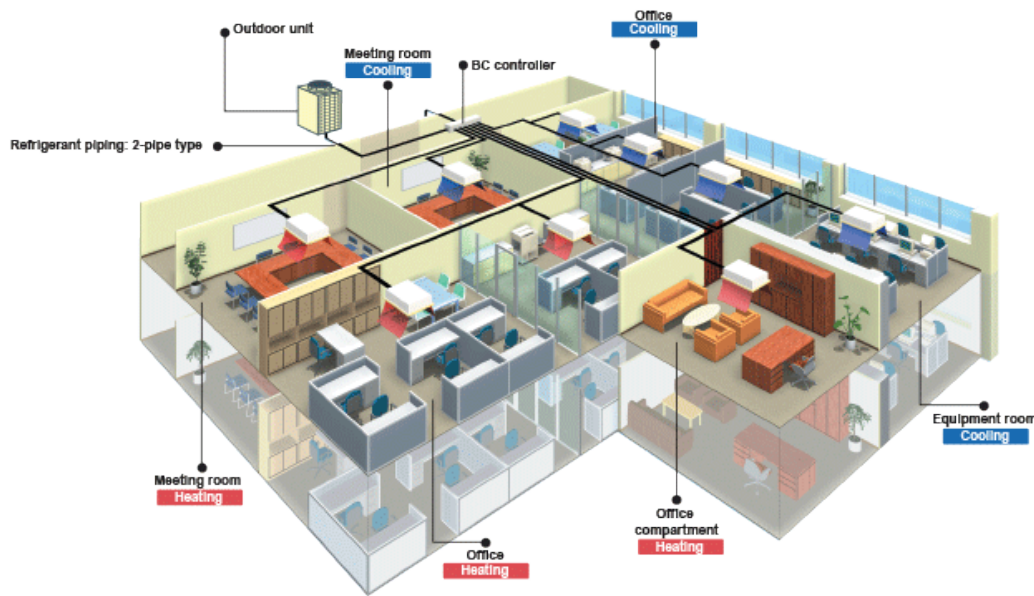 Office
Cooling
Outdoor unit
Meeting room
Cooling
BC controller
Refrigerant piping: 2-pipe type
Equipment room
Cooling
Meeting room
Heating
Office
compartment
Heating
Office
Heating